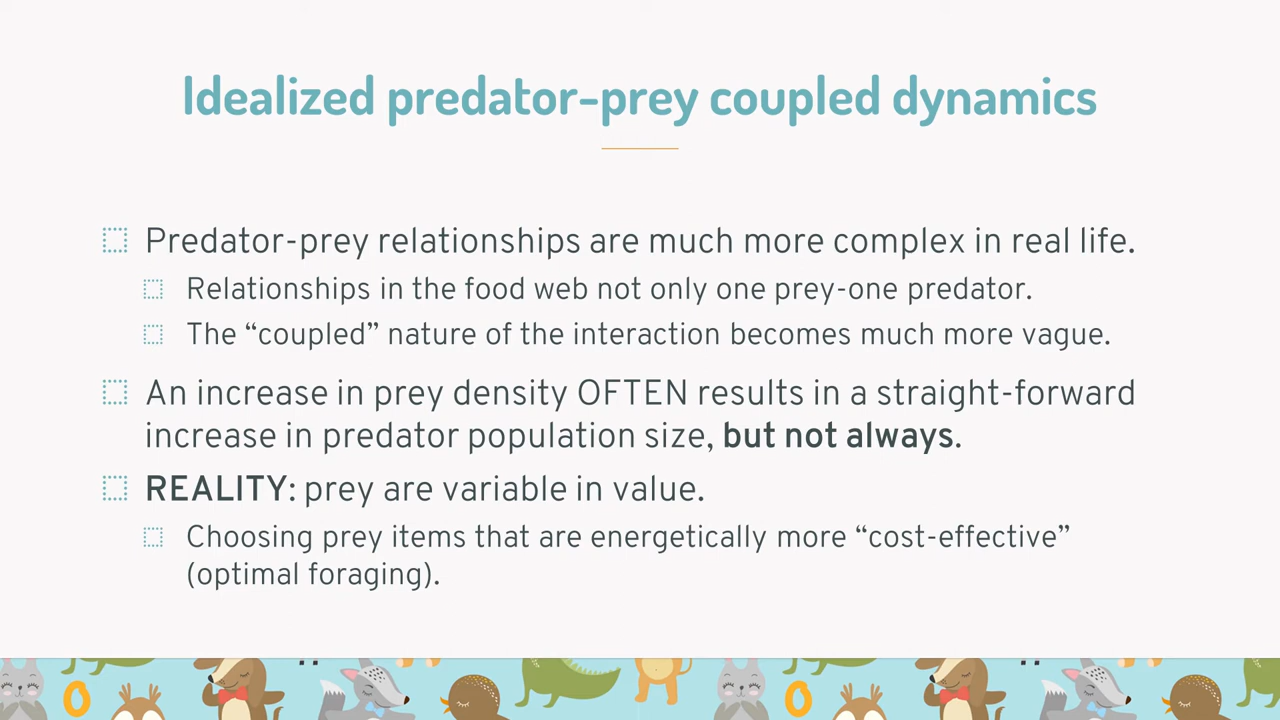 Idealized predator-prey coupled dynamics
Predator-prey relationships are much more complex in real life.
Relationships in the food web not only one prey-one predator.
The “coupled” nature of the interaction becomes much more vague.
An increase in prey density OFTEN results in a straight-forward
increase in predator population size, but not always.
REALITY: prey are variable in value.
Choosing prey items that are energetically more “cost-effective”
(optimal foraging).